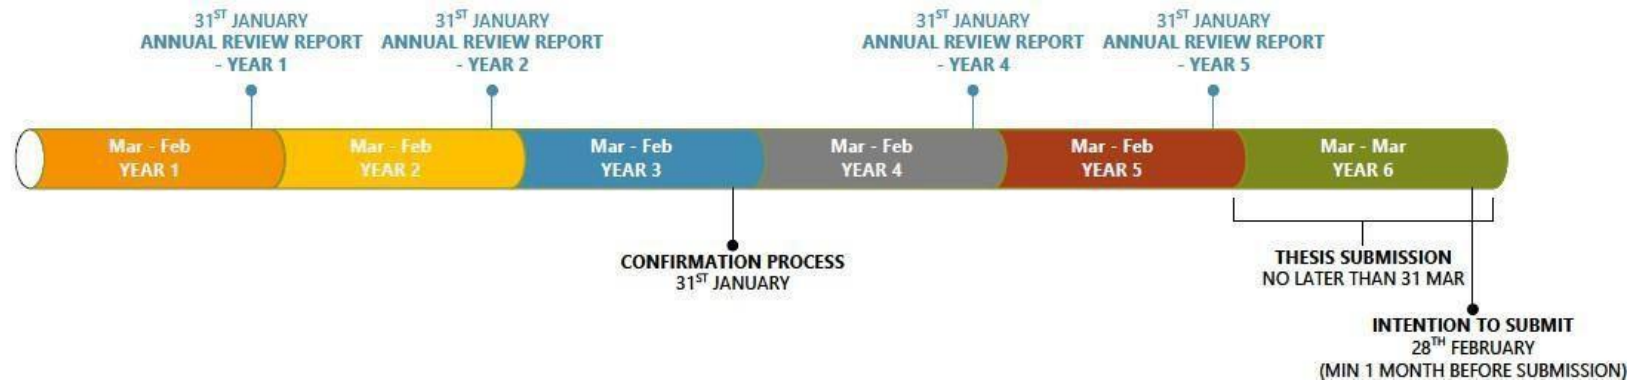 31ST JANUARY
ANNUAL REVIEW REPORT
- YEAR 1
31ST JANUARY
ANNUAL REVIEW REPORT
- YEAR 2
31ST JANUARY
ANNUAL REVIEW REPORT
- YEAR 4
31ST JANUARY
ANNUAL REVIEW REPORT
- YEAR 5
Mar - Feb
YEAR 1
Mar - Feb
YEAR 2
Mar - Feb
YEAR 3
Mar - Feb
YEAR 4
Mar - Feb
YEAR 5
Mar - Mar
YEAR 6
CONFIRMATION PROCESS
31ST JANUARY
THESIS SUBMISSION
NO LATER THAN 31 MAR
INTENTION TO SUBMIT
28TH FEBRUARY
(MIN 1 MONTH BEFORE SUBMISSION)